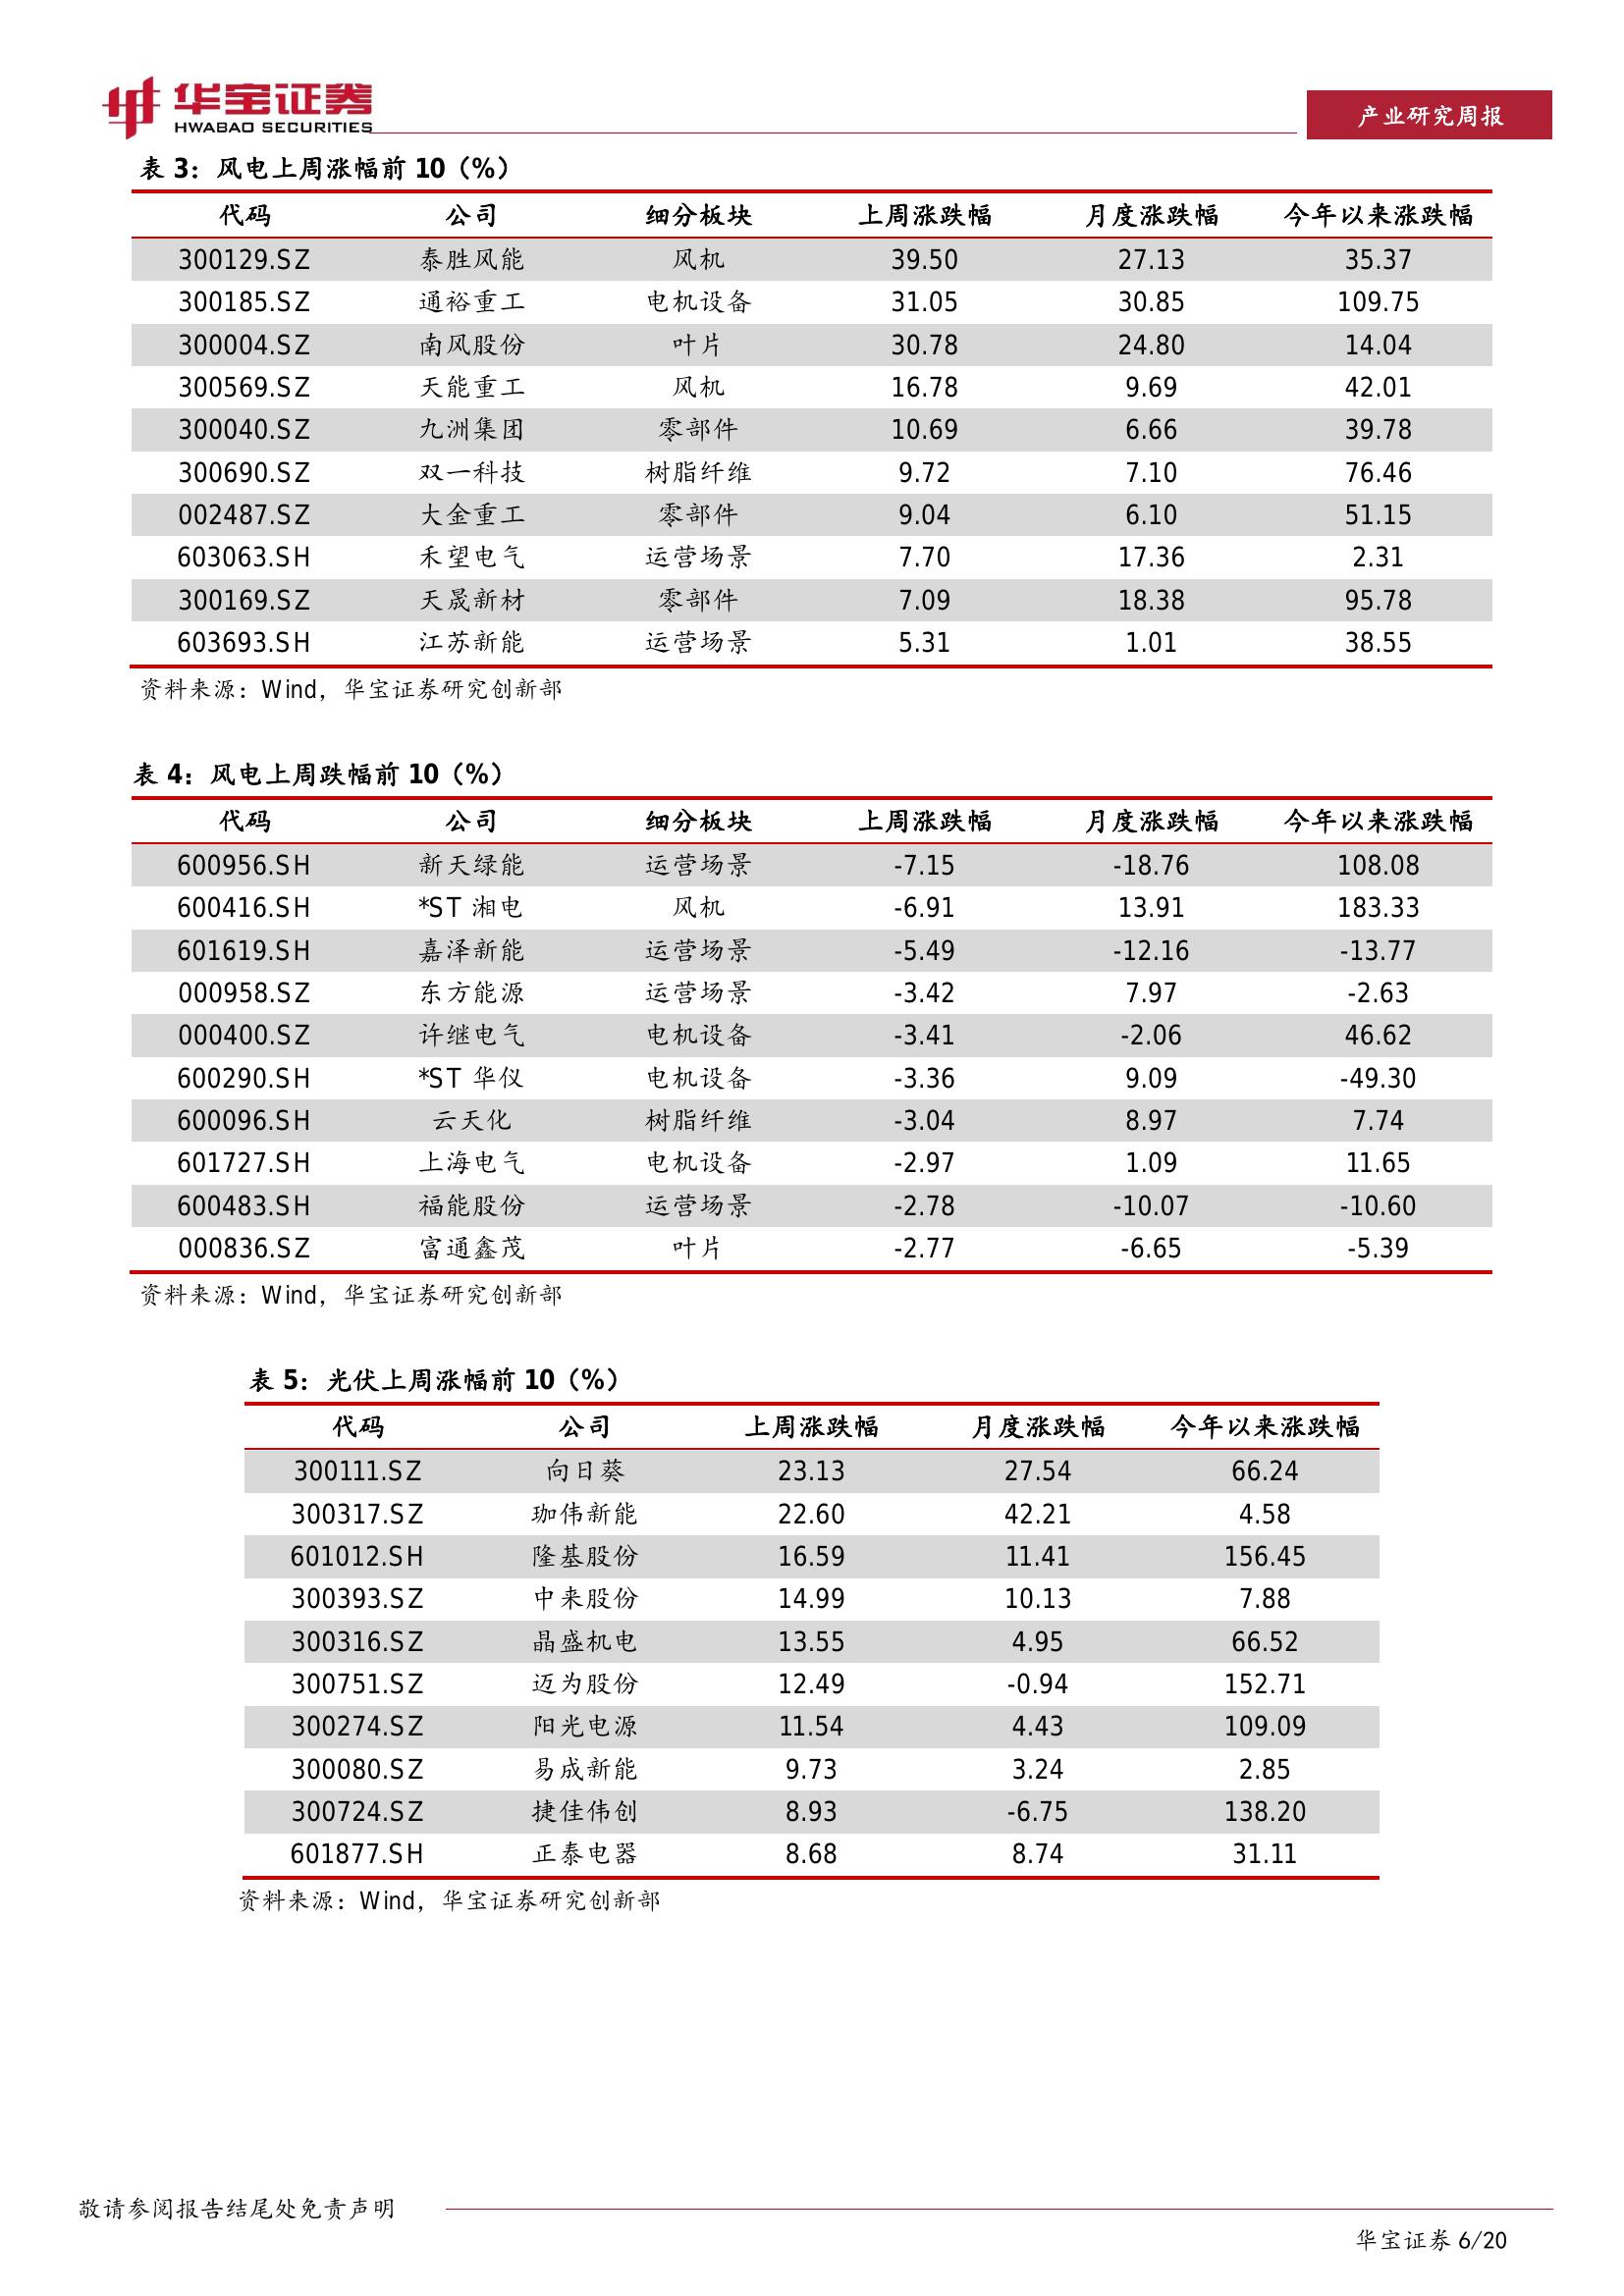 华宝证券
HWABAO SECURITIES
产业研究周报
表 3：风电上周涨幅前 10（%）
代码 公司 细分板块 上周涨跌幅 月度涨跌幅 今年以来涨跌幅
300129.SZ 泰胜风能 风机 39.50 27.13 35.37
300185.SZ 通裕重工 电机设备 31.05 30.85 109.75
300004.SZ 南风股份 叶片 30.78 24.80 14.04
300569.SZ 天能重工 风机 16.78 9.69 42.01
300040.SZ 九洲集团 零部件 10.69 6.66 39.78
300690.SZ 双一科技 树脂纤维 9.72 7.10 76.46
002487.SZ 大金重工 零部件 9.04 6.10 51.15
603063.SH 禾望电气 运营场景 7.70 17.36 2.31
300169.SZ 天晟新材 零部件 7.09 18.38 95.78
603693.SH 江苏新能 运营场景 5.31 1.01 38.55
资料来源：Wind，华宝证券研究创新部
表 4：风电上周跌幅前 10（%）
代码 公司 细分板块 上周涨跌幅 月度涨跌幅 今年以来涨跌幅
600956.SH 新天绿能 运营场景 -7.15 -18.76 108.08
600416.SH *ST 湘电 风机 -6.91 13.91 183.33
601619.SH 嘉泽新能 运营场景 -5.49 -12.16 -13.77
000958.SZ 东方能源 运营场景 -3.42 7.97 -2.63
000400.SZ 许继电气 电机设备 -3.41 -2.06 46.62
600290.SH *ST 华仪 电机设备 -3.36 9.09 -49.30
600096.SH 云天化 树脂纤维 -3.04 8.97 7.74
601727.SH 上海电气 电机设备 -2.97 1.09 11.65
600483.SH 福能股份 运营场景 -2.78 -10.07 -10.60
000836.SZ 富通鑫茂 叶片 -2.77 -6.65 -5.39
资料来源：Wind，华宝证券研究创新部
表 5：光伏上周涨幅前 10（%）
代码 公司 上周涨跌幅 月度涨跌幅 今年以来涨跌幅
300111.SZ 向日葵 23.13 27.54 66.24
300317.SZ 珈伟新能 22.60 42.21 4.58
601012.SH 隆基股份 16.59 11.41 156.45
300393.SZ 中来股份 14.99 10.13 7.88
300316.SZ 晶盛机电 13.55 4.95 66.52
300751.SZ 迈为股份 12.49 -0.94 152.71
300274.SZ 阳光电源 11.54 4.43 109.09
300080.SZ 易成新能 9.73 3.24 2.85
300724.SZ 捷佳伟创 8.93 -6.75 138.20
601877.SH 正泰电器 8.68 8.74 31.11
资料来源：Wind，华宝证券研究创新部
敬请参阅报告结尾处免责声明
华宝证券 6/20